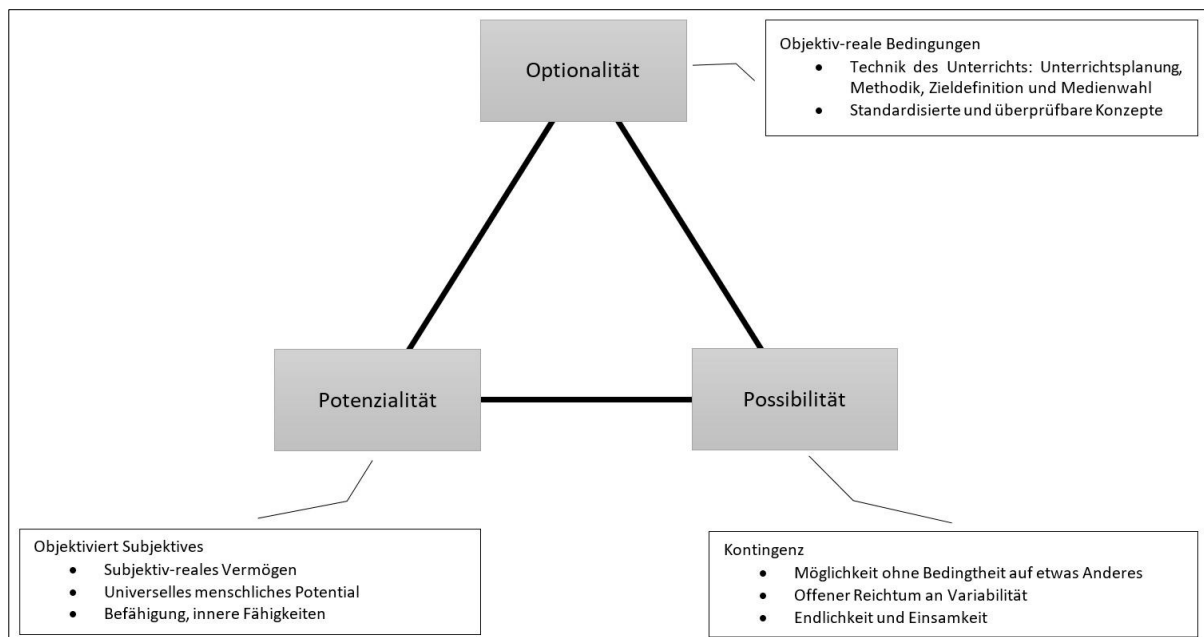 Optionalität
Objektiv-reale Bedingungen
• Technik des Unterrichts: Unterrichtsplanung,
Methodik, Zieldefinition und Medienwahl
• Standardisierte und überprüfbare Konzepte
Potenzialität
Possibilität
Objektiviert Subjektives
• Subjektiv-reales Vermögen
• Universelles menschliches Potential
• Befähigung, innere Fähigkeiten
Kontingenz
• Möglichkeit ohne Bedingtheit auf etwas Anderes
• Offener Reichtum an Variabilität
• Endlichkeit und Einsamkeit